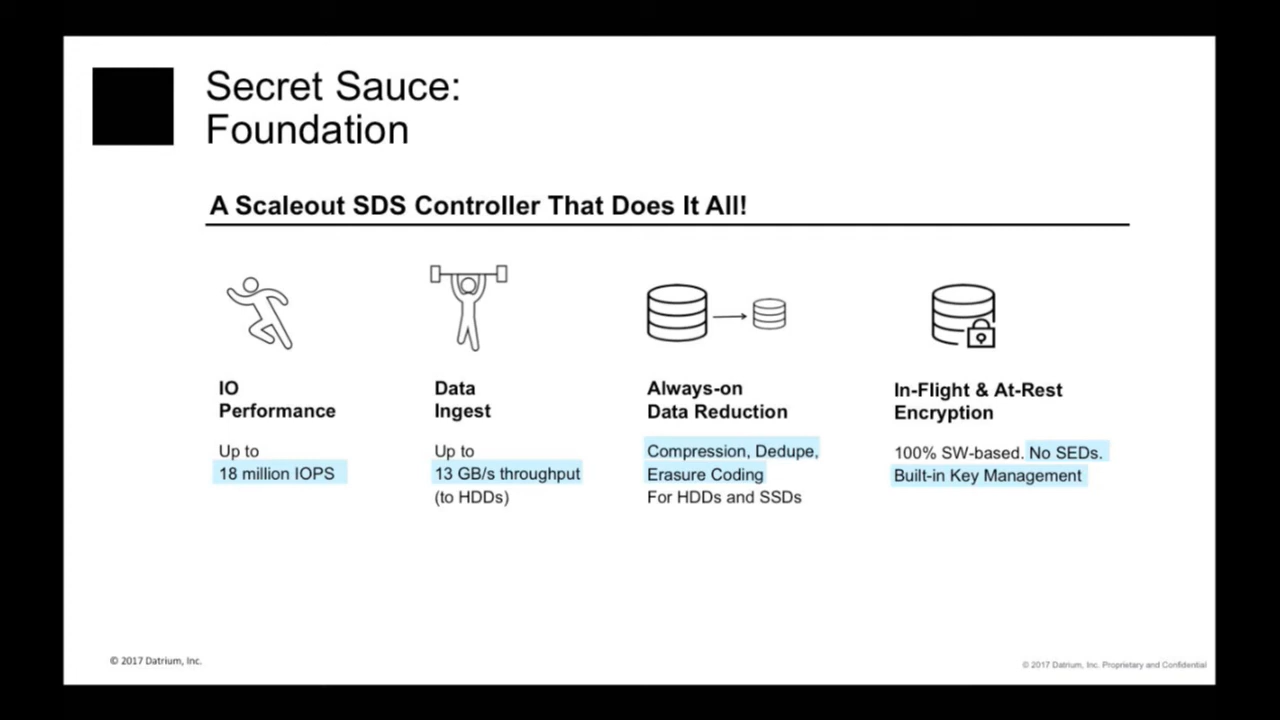 Secret Sauce:
Foundation
A Scaleout SDS Controller That Does It All!
IO
Performance
Up to
18 million IOPS
Data
Ingest
Up to
13 GB/s throughput
(to HDDs)
Always-on
Data Reduction
Compression, Dedupe,
Erasure Coding
For HDDs and SSDs
In-Flight & At-Rest
Encryption
100% SW-based. No SEDs.
Built-in Key Management
© 2017 Datrium, Inc.
© 2017 Datrium, Inc. Proprietary and Confidential